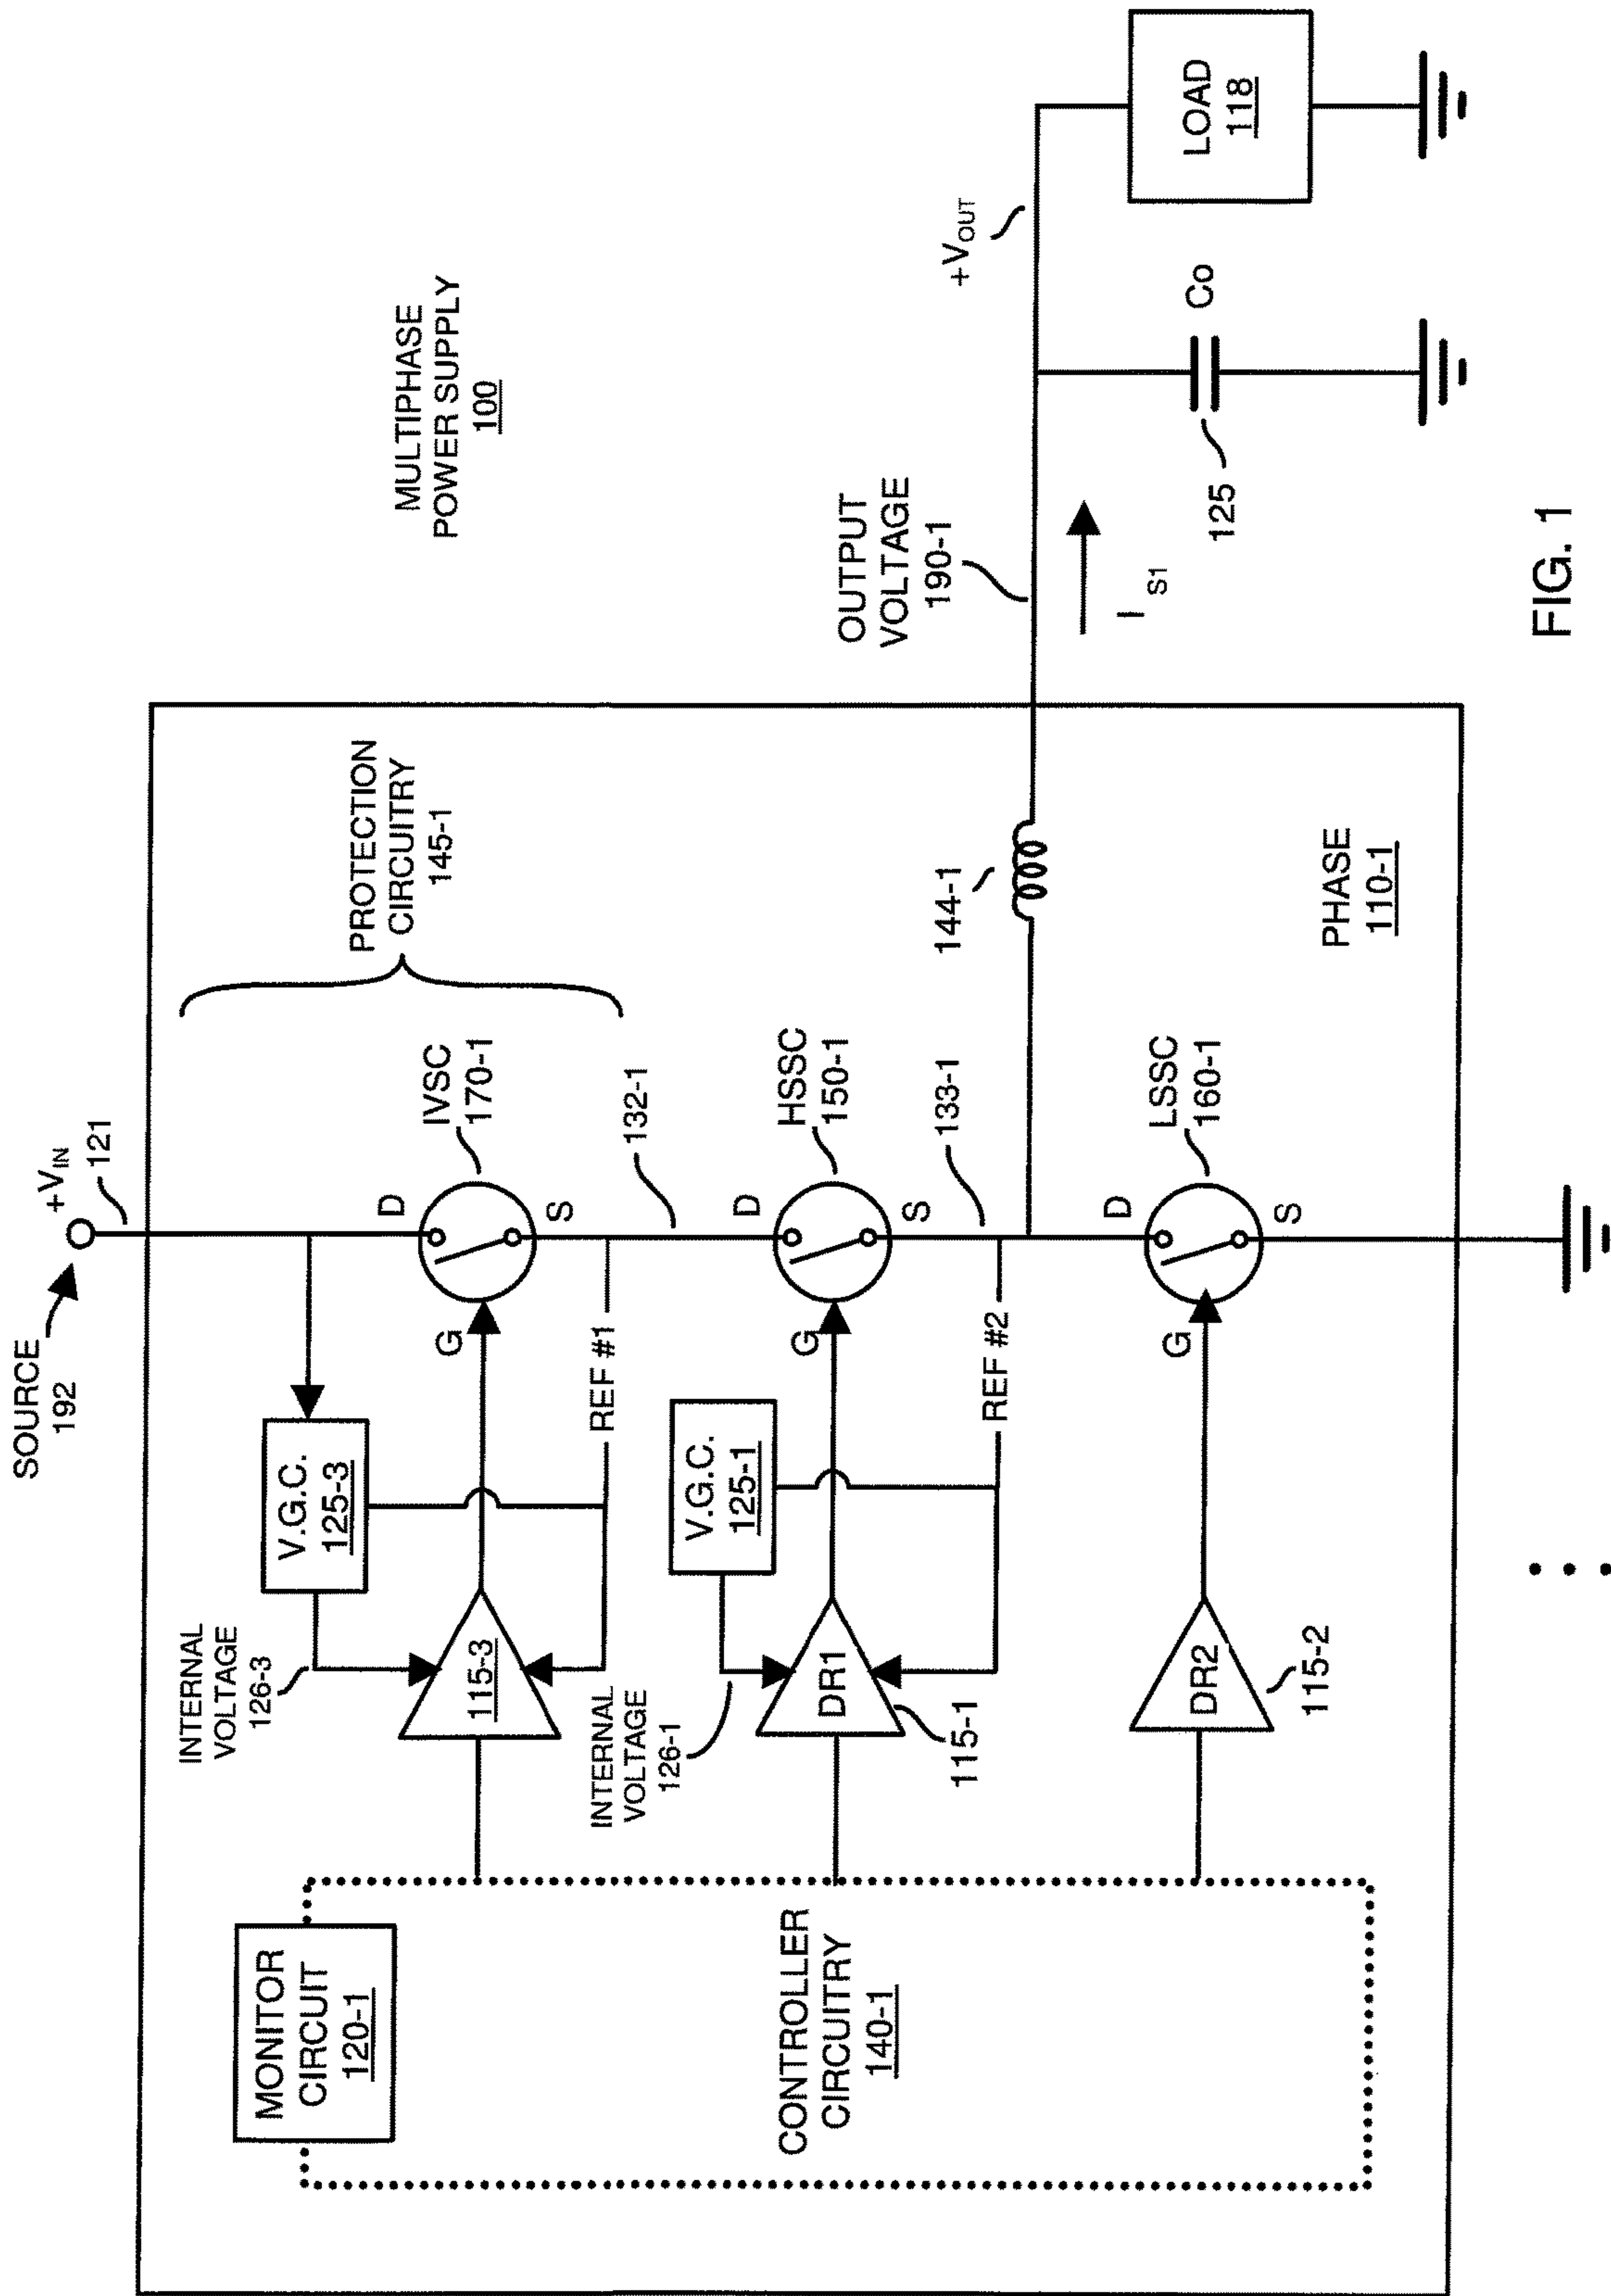 SOURCE
192
+VIN
121
MULTIPHASE
POWER SUPPLY
100
PROTECTION
CIRCUITRY
145-1
MONITOR
CIRCUIT
120-1
INTERNAL
VOLTAGE
126-3
V.G.C.
125-3
115-3
G
D
S
IVSC
170-1
REF #1
132-1
INTERNAL
VOLTAGE
126-1
V.G.C.
125-1
DR1
115-1
G
D
S
HSSC
150-1
REF #2
133-1
144-1
OUTPUT
VOLTAGE
190-1
IS1
+VOUT
125
Co
LOAD
118
CONTROLLER
CIRCUITRY
140-1
DR2
115-2
G
D
S
LSSC
160-1
PHASE
110-1
FIG. 1